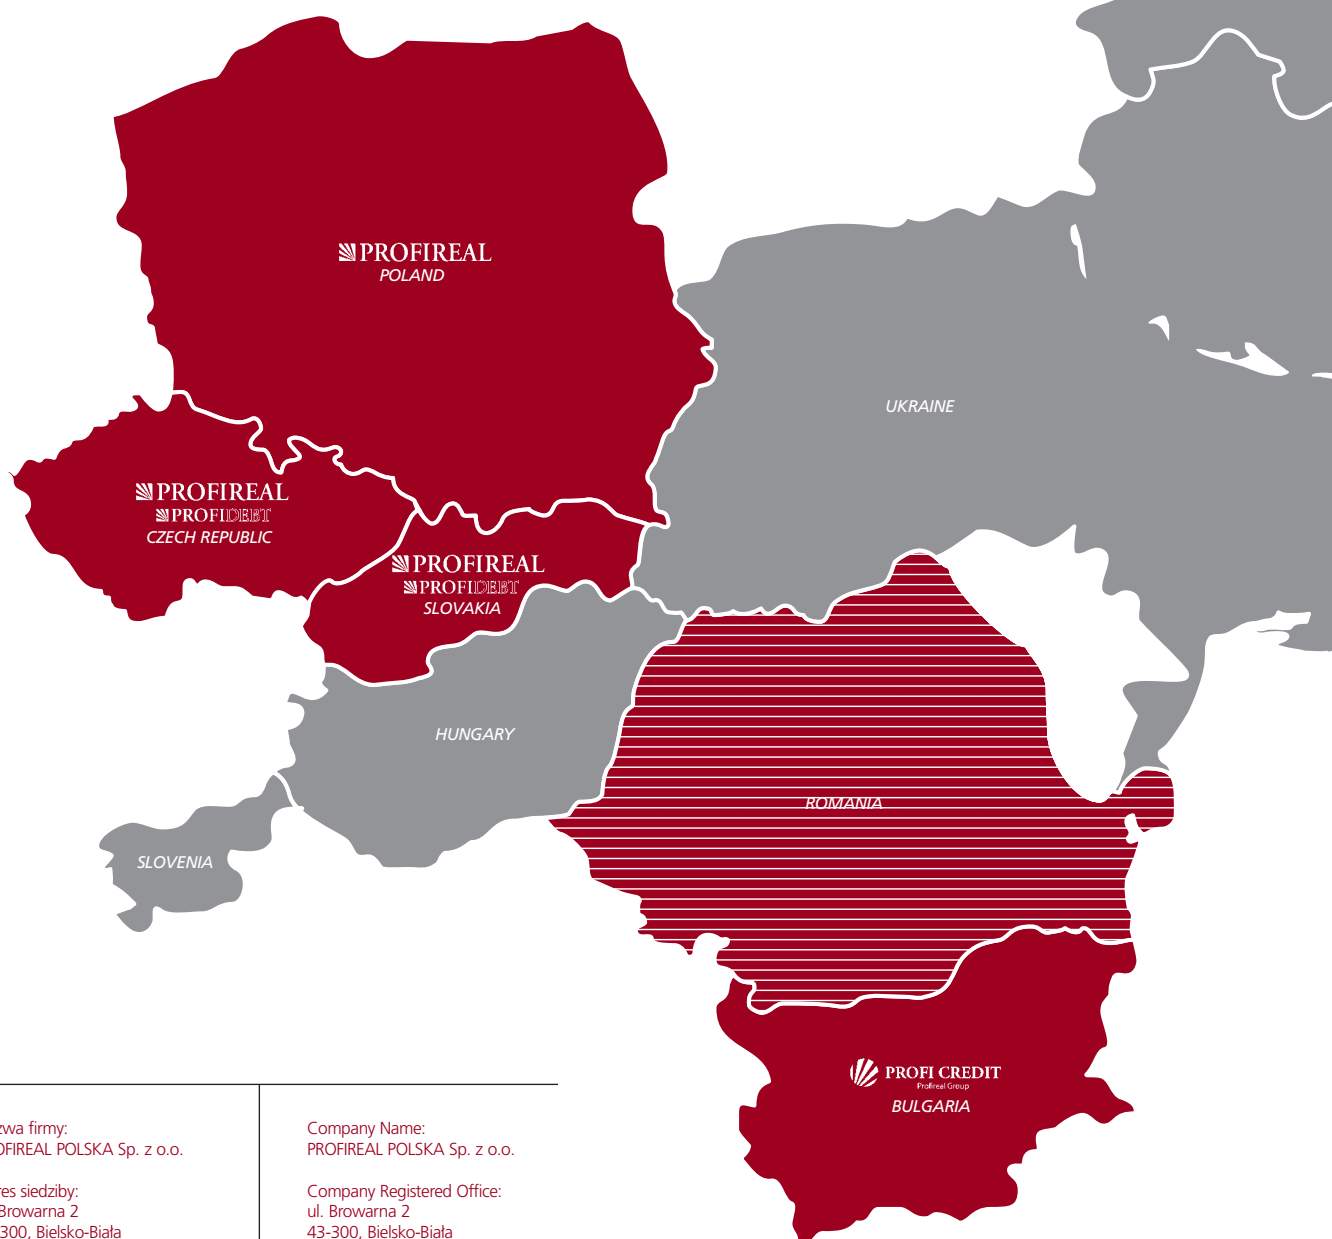 PROFIREAL
POLAND
UKRAINE
PROFIREAL
PROFIDEBT
CZECH REPUBLIC
PROFIREAL
PROFIDEBT
SLOVAKIA
HUNGARY
ROMANIA
SLOVENIA
PROFI CREDIT
Profireal Group
BULGARIA
zwa firmy:
OFIREAL POLSKA Sp. z o.o.
res siedziby:
Browarna 2
300, Bielsko-Biała
Company Name:
PROFIREAL POLSKA Sp. z o.o.
Company Registered Office:
ul. Browarna 2
43-300, Bielsko-Biała